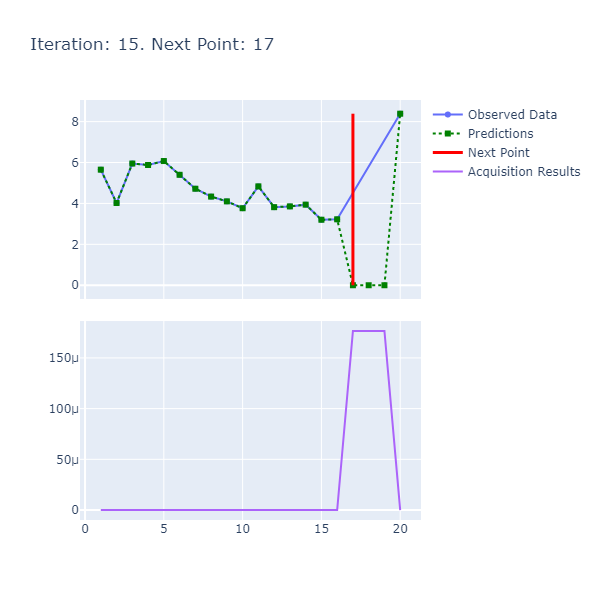 Iteration: 15. Next Point: 17
Observed Data
Predictions
Next Point
Acquisition Results
8
6
4
2
0
150μ
100μ
50μ
0
0 5 10 15 20